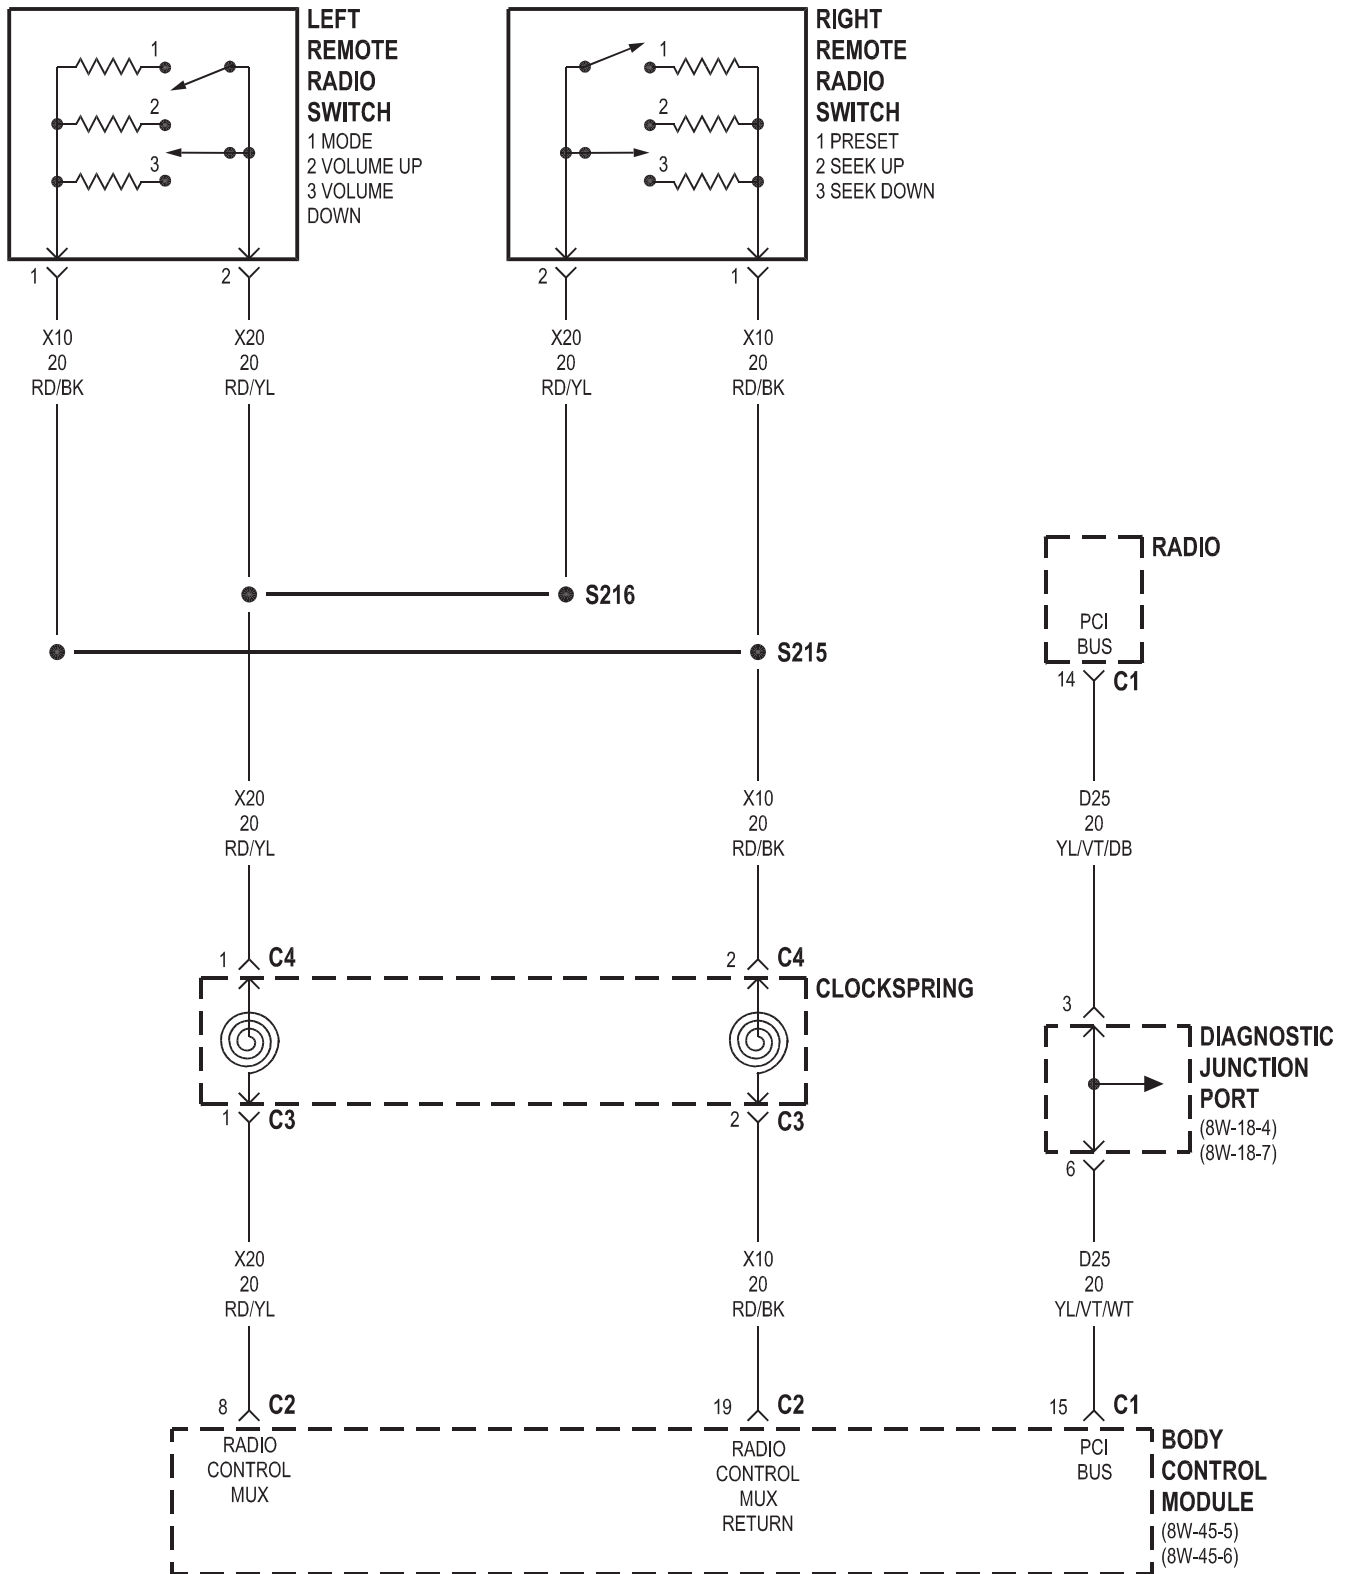 LEFT
REMOTE
RADIO
SWITCH
1 MODE
2 VOLUME UP
3 VOLUME
DOWN
1
2
3
RIGHT
REMOTE
RADIO
SWITCH
1 PRESET
2 SEEK UP
3 SEEK DOWN
1
2
3
1
2
2
1
X10
20
RD/BK
X20
20
RD/YL
X20
20
RD/YL
X10
20
RD/BK
S216
S215
RADIO
PCI
BUS
14
C1
X20
20
RD/YL
X10
20
RD/BK
D25
20
YL/VT/DB
1
C4
2
C4
CLOCKSPRING
3
DIAGNOSTIC
JUNCTION
PORT
(8W-18-4)
(8W-18-7)
1
C3
2
C3
6
X20
20
RD/YL
X10
20
RD/BK
D25
20
YL/VT/WT
8
C2
19
C2
15
C1
RADIO
CONTROL
MUX
RADIO
CONTROL
MUX
RETURN
PCI
BUS
BODY
CONTROL
MODULE
(8W-45-5)
(8W-45-6)